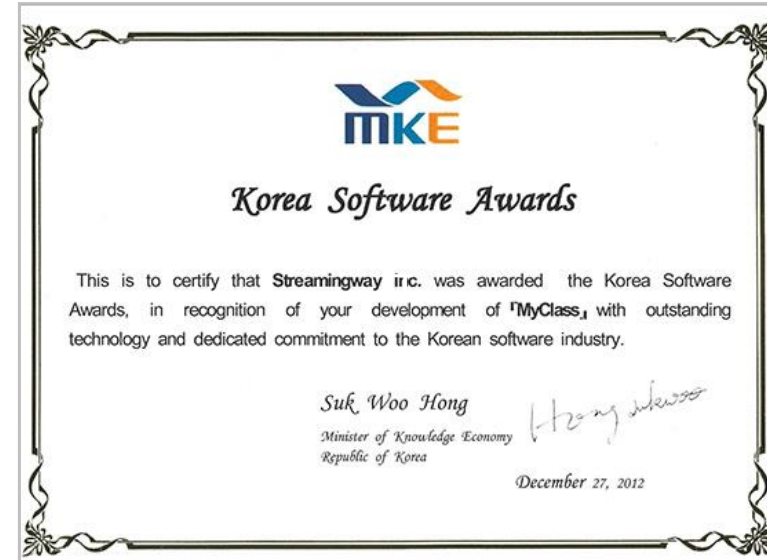 MKE
Korea Software Awards
This is to certify that Streamingway inc. was awarded the Korea Software
Awards, in recognition of your development of 『MyClass』 with outstanding
technology and dedicated commitment to the Korean software industry.
Suk Woo Hong
Hong sukwoo
Minister of Knowledge Economy
Republic of Korea
December 27, 2012